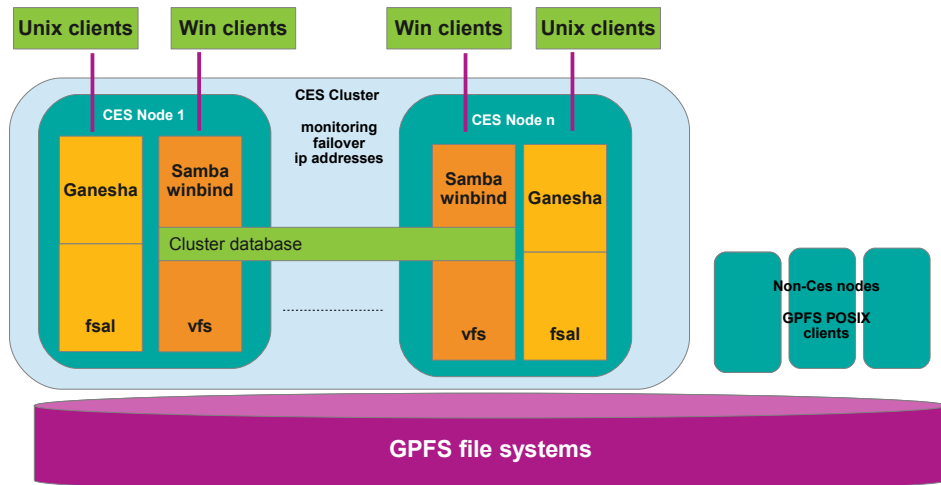 Unix clients
Win clients
Win clients
Unix clients
CES Cluster
monitoring
failover
ip addresses
CES Node 1
Ganesha
Samba
winbind
fsal
vfs
CES Node n
Samba
winbind
Ganesha
vfs
fsal
Cluster database
Non-Ces nodes
GPFS POSIX
clients
GPFS file systems